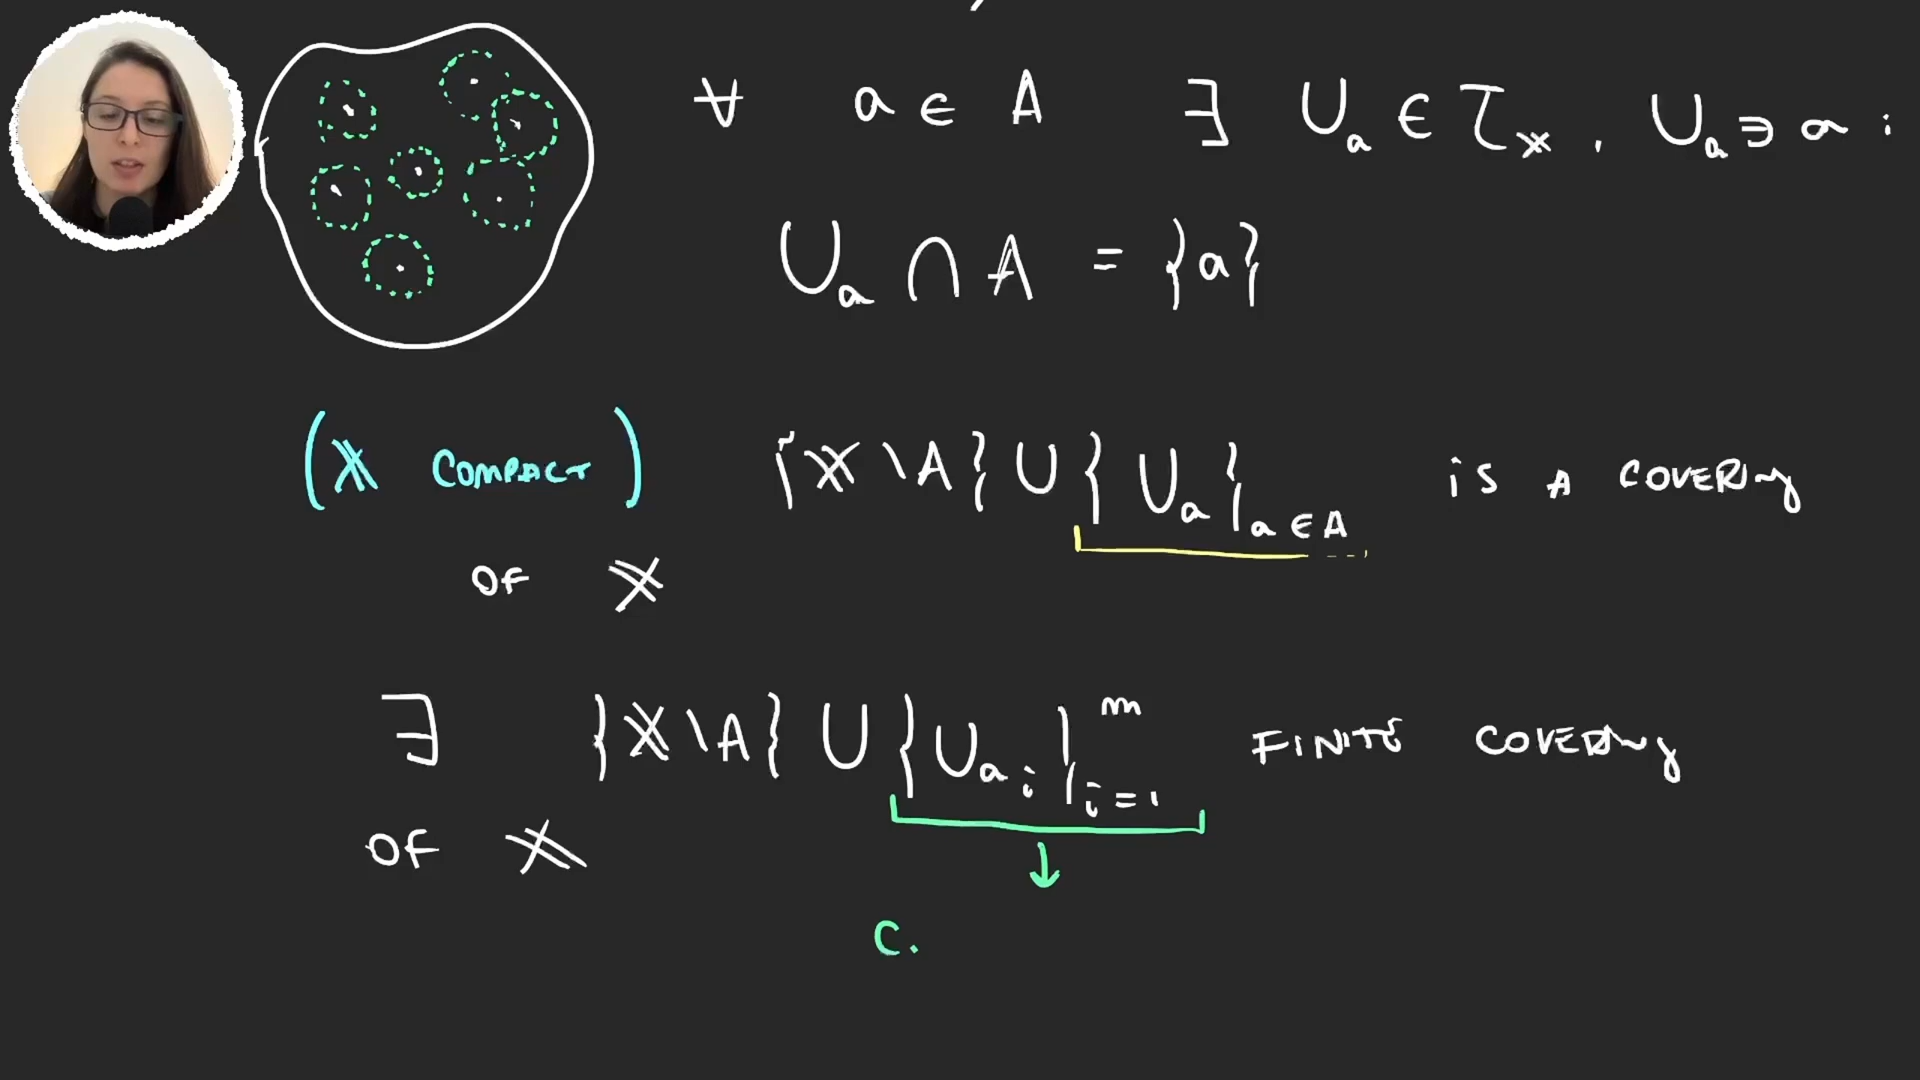 ∀ a ∈ A ∃ U_a ∈ τ_X , U_a ∋ a :
U_a ∩ A = {a}
(X COMPACT) {X \ A} ∪ {U_a}_{a ∈ A} is A COVERING
OF X
∃ {X \ A} ∪ {U_{a_i}}_{i=1}^m FINITE COVERING
OF X
C.